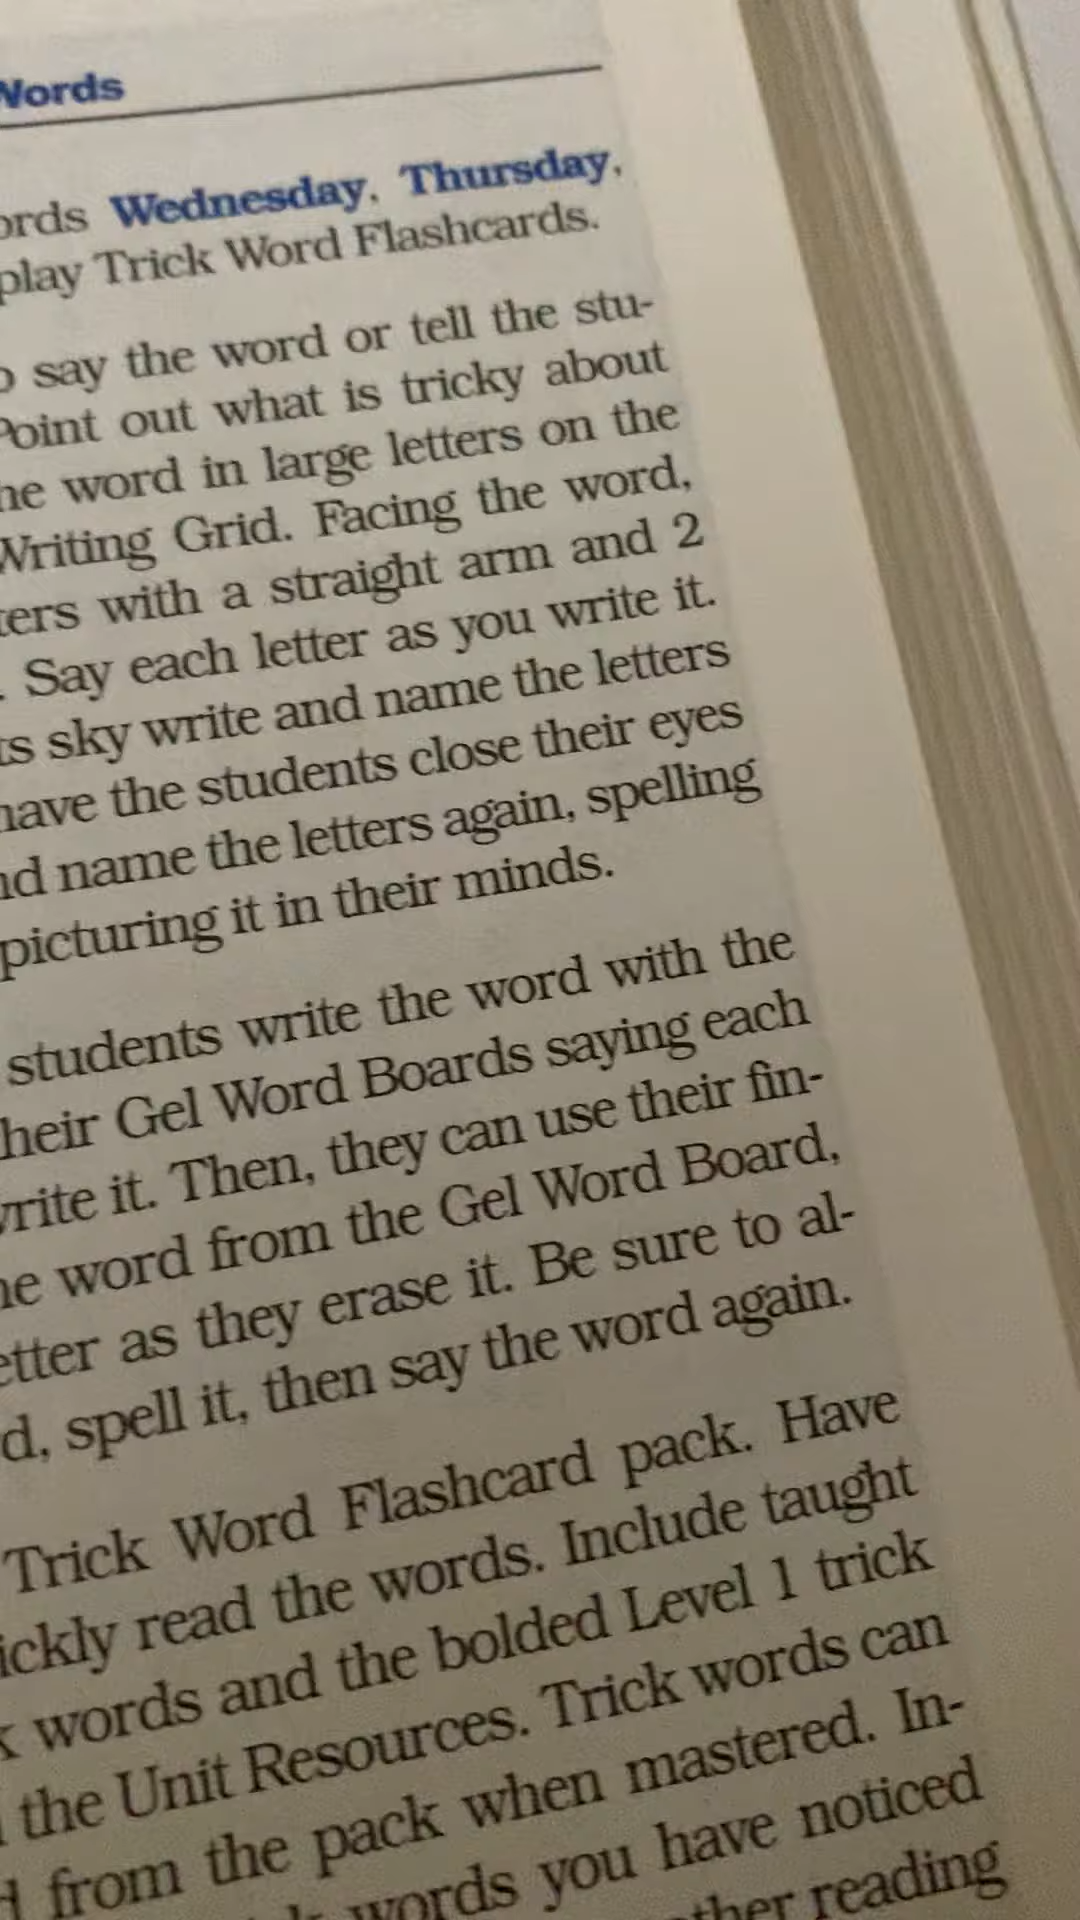 Words
Wednesday, Thursday,
play Trick Word Flashcards.
say the word or tell the stu-
Point out what is tricky about
word in large letters on the
Writing Grid. Facing the word,
with a straight arm and 2
. Say each letter as you write it.
sky write and name the letters
have the students close their eyes
name the letters again, spelling
picturing it in their minds.
students write the word with the
their Gel Word Boards saying each
write it. Then, they can use their fin-
word from the Gel Word Board,
as they erase it. Be sure to al-
d, spell it, then say the word again.
Trick Word Flashcard pack. Have
ickly read the words. Include taught
words and the bolded Level 1 trick
the Unit Resources. Trick words can
from the pack when mastered. In-
words you have noticed
reading